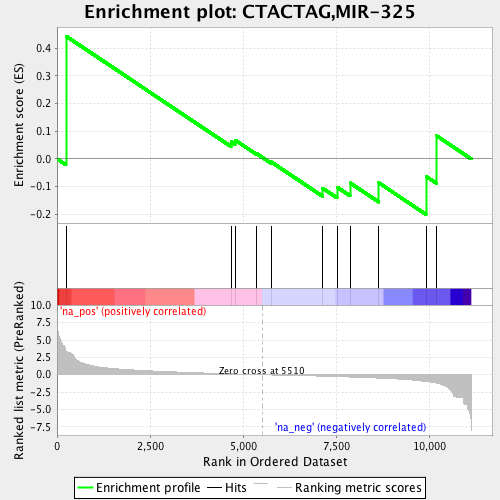 Enrichment plot: CTACTAG,MIR-325
Enrichment score (ES)
0.4
0.3
0.2
0.1
0.0
-0.1
-0.2
Ranked list metric (PreRanked)
10.0
7.5
5.0
2.5
0.0
-2.5
-5.0
-7.5
'na_pos' (positively correlated)
Zero cross at 5510
'na_neg' (negatively correlated)
0 2,500 5,000 7,500 10,000
Rank in Ordered Dataset
Enrichment profile Hits Ranking metric scores